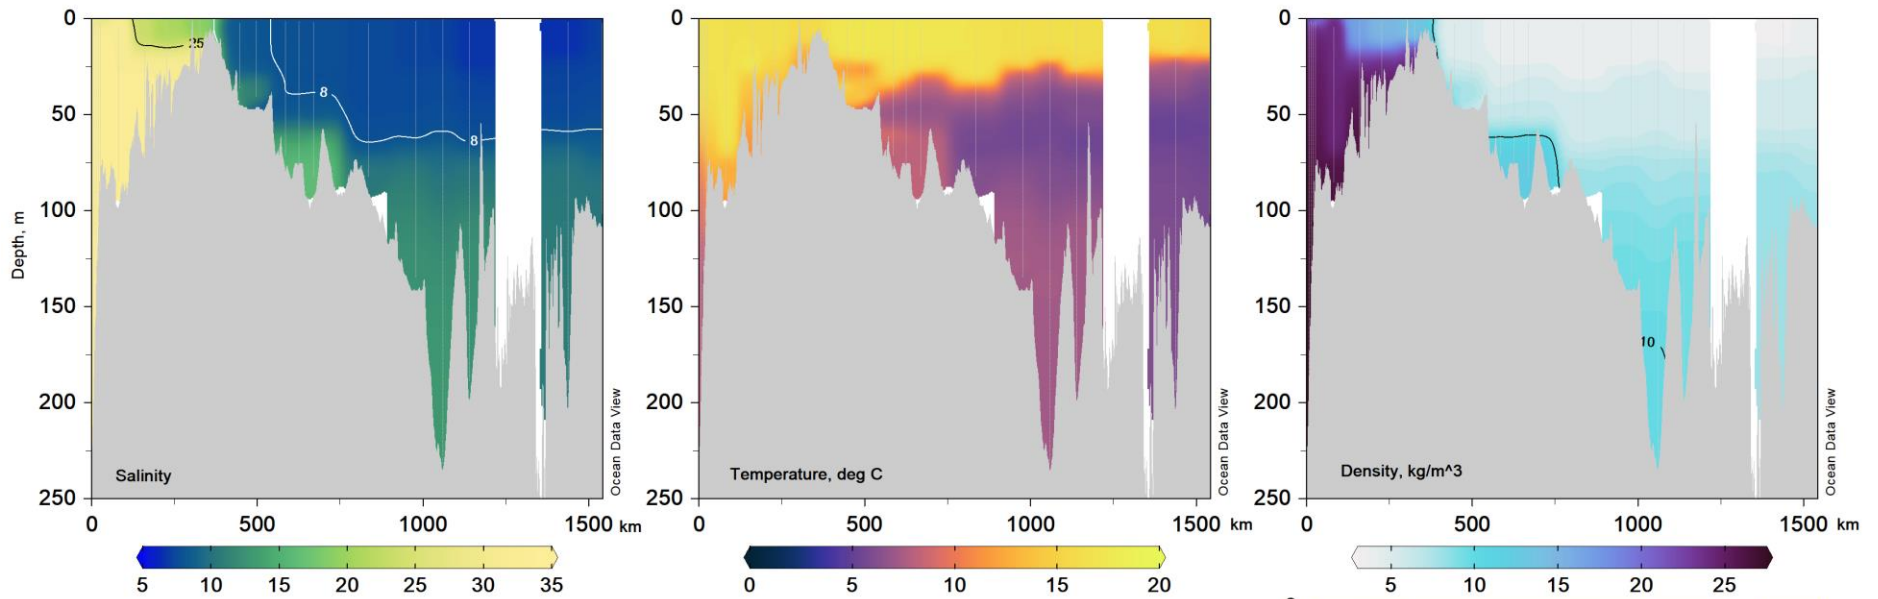 0
50
100
150
200
250
Depth, m
25
8
8
Salinity
Ocean Data View
0 500 1000 1500 km
5 10 15 20 25 30 35
0
50
100
150
200
250
Temperature, deg C
Ocean Data View
0 500 1000 1500 km
0 5 10 15 20
0
50
100
150
200
250
10
Density, kg/m^3
Ocean Data View
0 500 1000 1500 km
5 10 15 20 25